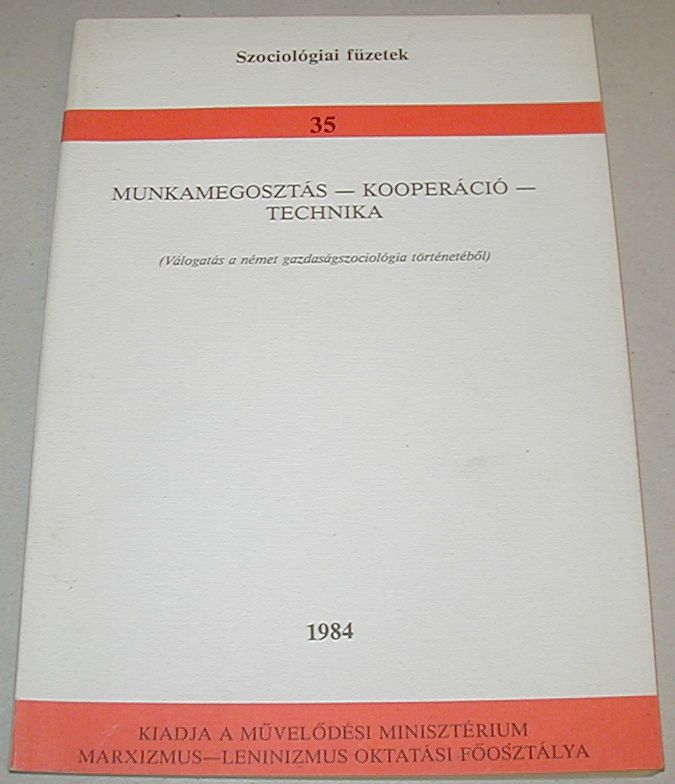 Szociológiai füzetek
35
MUNKAMEGOSZTÁS — KOOPERÁCIÓ —
TECHNIKA
(Válogatás a német gazdaságszociológia történetéből)
1984
KIADJA A MŰVELŐDÉSI MINISZTÉRIUM
MARXIZMUS—LENINIZMUS OKTATÁSI FŐOSZTÁLYA